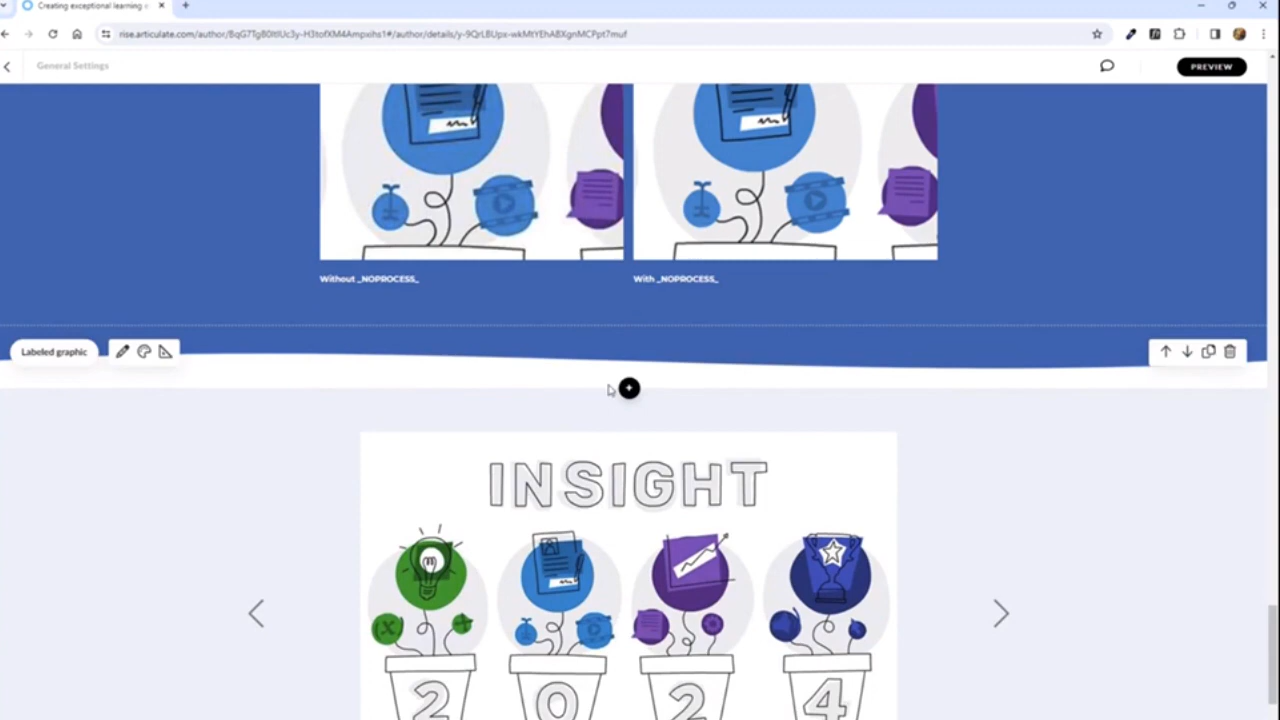 Creating exceptional learning e
rise.articulate.com/author/BqG7Tg80ItIUc3y-H3tofXM4Ampxihs1#/author/details/y-9QrLBUpx-wkMtYEhABXgnMCPpt7muf
General Settings
PREVIEW
Without _NOPROCESS_
With _NOPROCESS_
Labeled graphic
INSIGHT
2 0 2 4